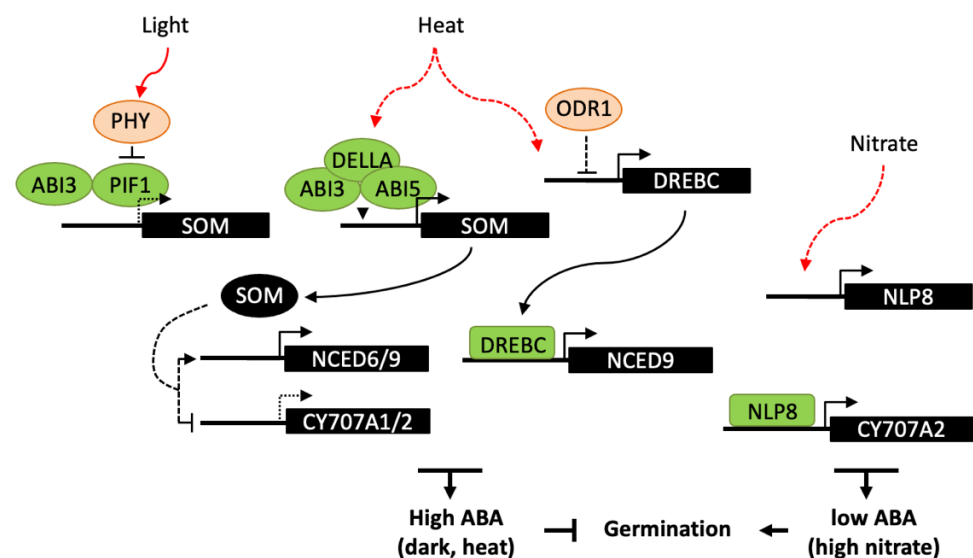 Light
Heat
PHY
ODR1
Nitrate
DELLA
ABI3
PIF1
ABI3
ABI5
DREBC
SOM
SOM
SOM
NLP8
DREBC
NCED6/9
NCED9
NLP8
CY707A1/2
CY707A2
High ABA
(dark, heat)
Germination
low ABA
(high nitrate)